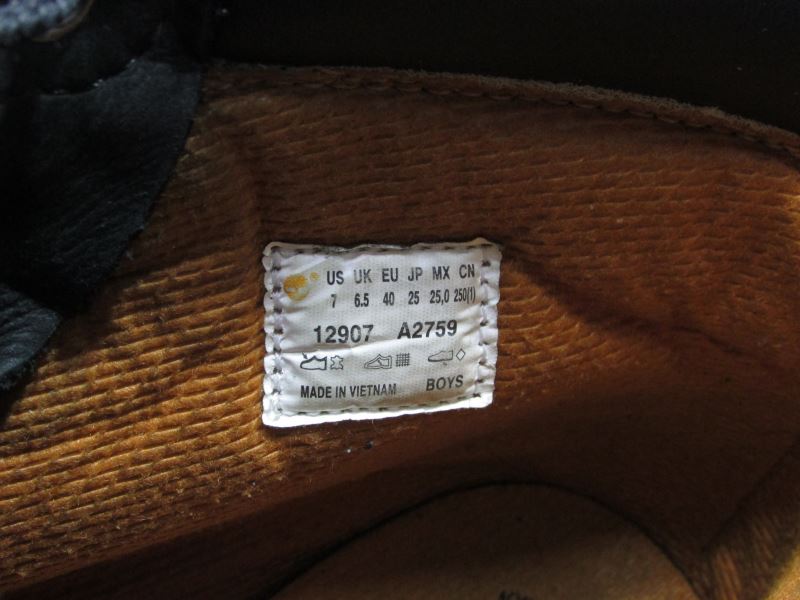 US UK EU JP MX CN
7 6.5 40 25 25,0 250(1)
12907 A2759
MADE IN VIETNAM BOYS